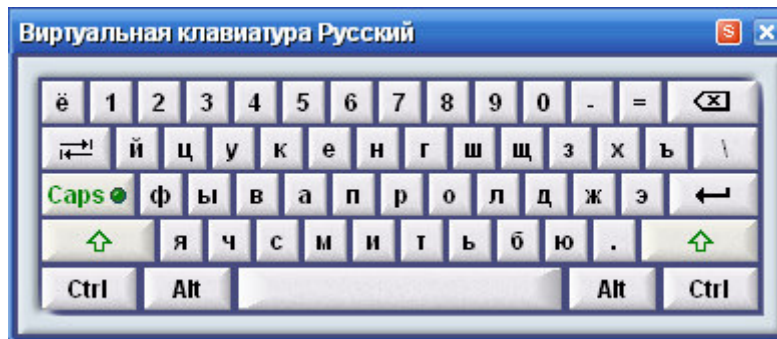 Виртуальная клавиатура Русский S
ё 1 2 3 4 5 6 7 8 9 0 - =
й ц у к е н г ш щ з х ъ \
Caps ф ы в а п р о л д ж э
я ч с м и т ь б ю .
Ctrl Alt Alt Ctrl